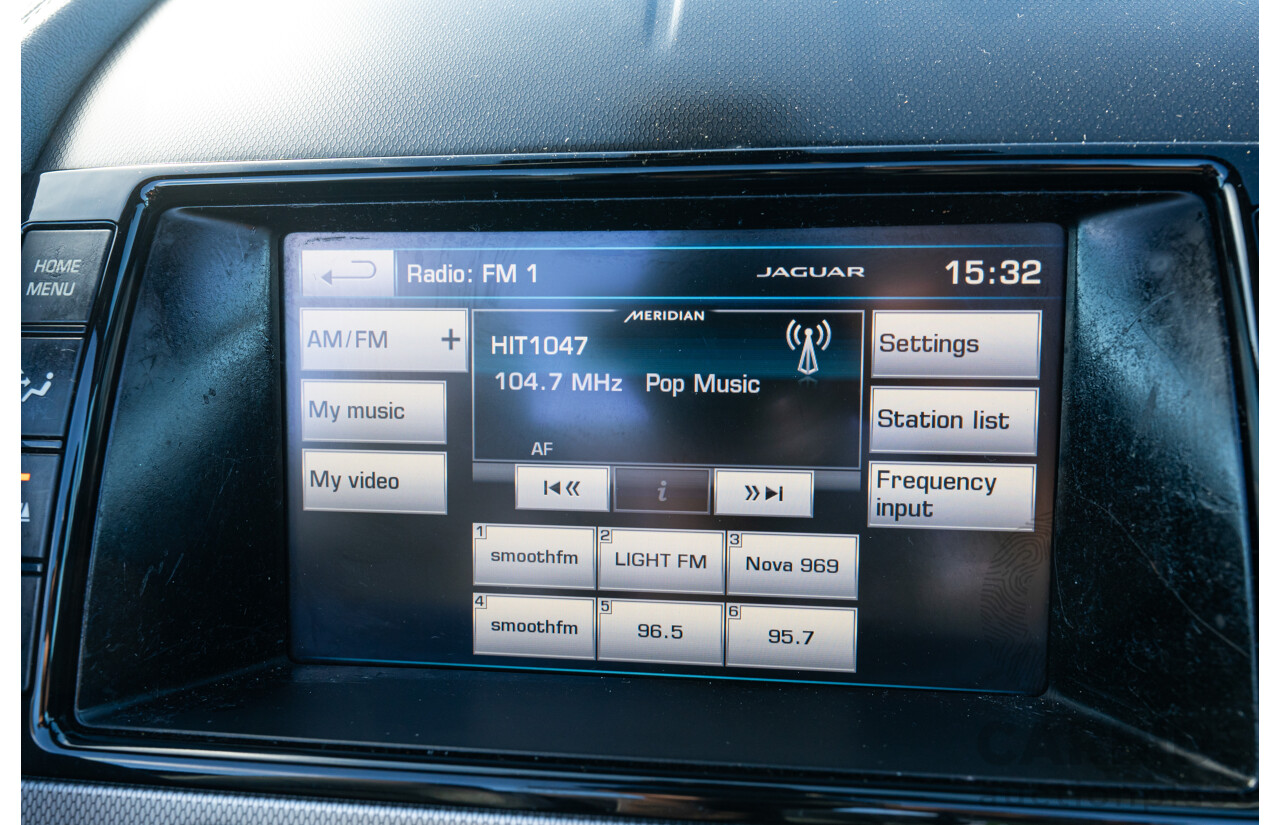 HOME
MENU
Radio: FM 1
JAGUAR
15:32
AM/FM +
My music
My video
MERIDIAN
HIT1047
104.7 MHz Pop Music
AF
i
Settings
Station list
Frequency
input
1 smoothfm
2 LIGHT FM
3 Nova 969
4 smoothfm
5 96.5
6 95.7